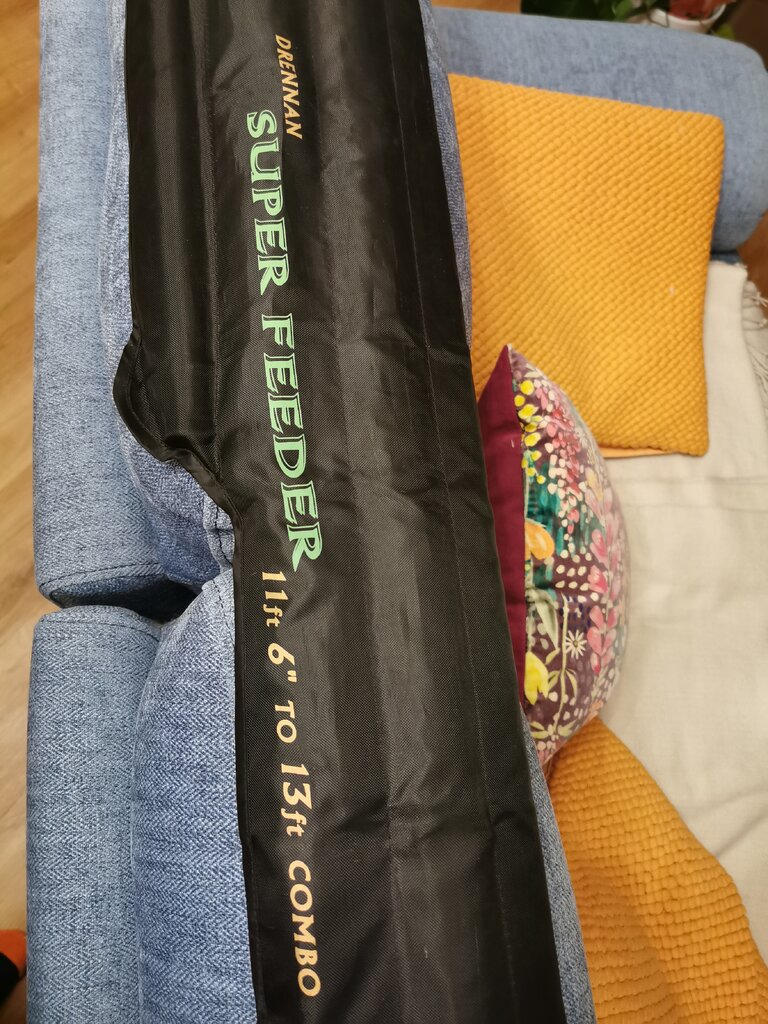 DRENNAN
SUPER FEEDER
11ft 6" TO 13ft COMBO